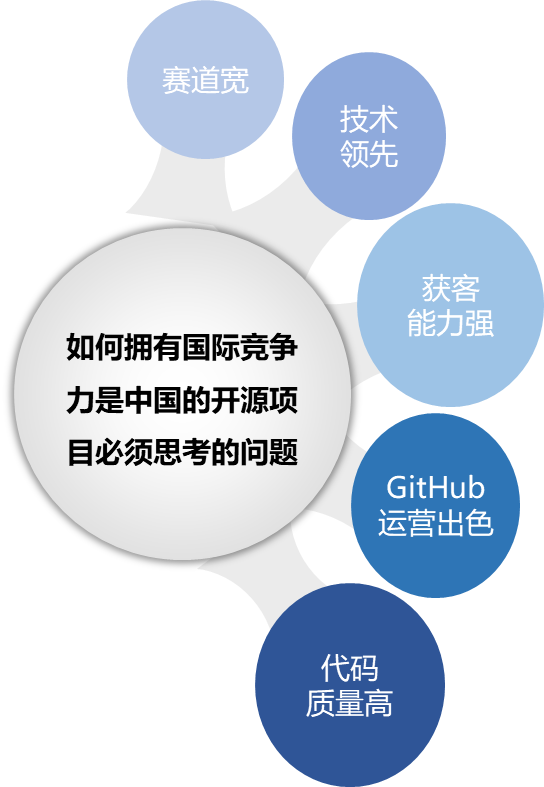 赛道宽
技术
领先
获客
能力强
如何拥有国际竞争
力是中国的开源项
目必须思考的问题
GitHub
运营出色
代码
质量高